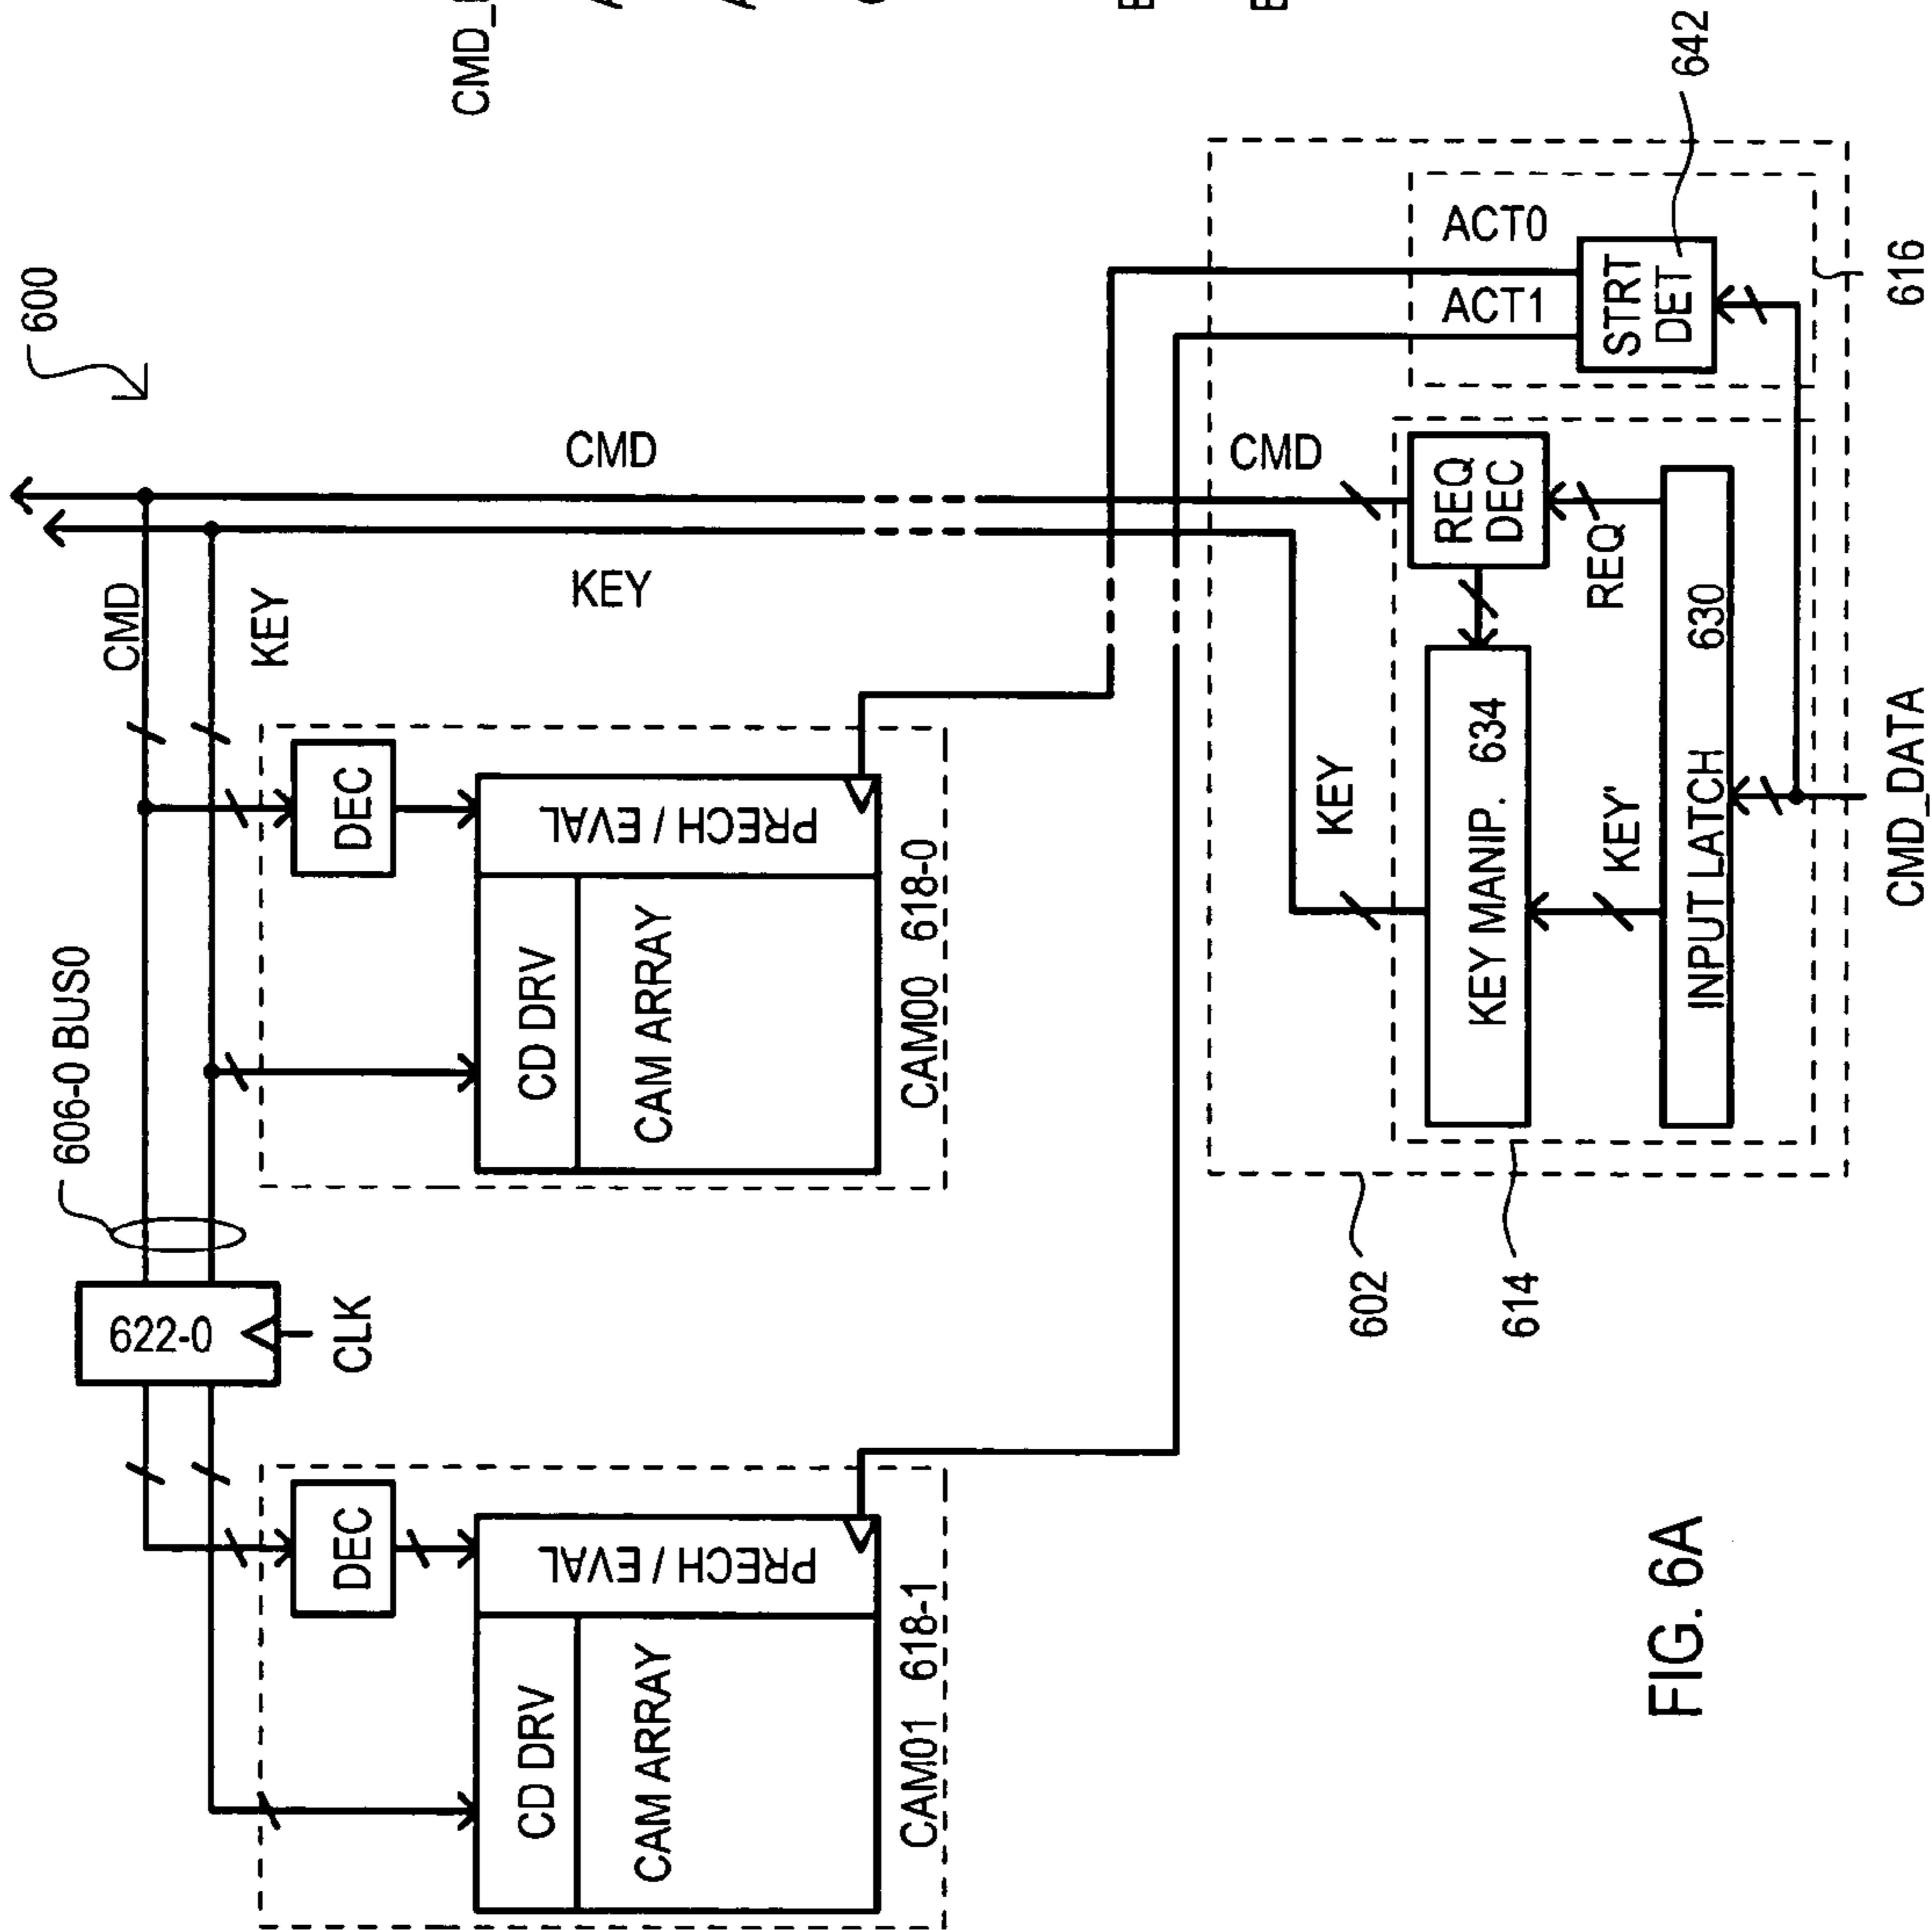 600
606-0 BUS0
CMD
KEY
622-0
CLK
CMD
KEY
DEC
DEC
CD DRV
CAM ARRAY
PRECH / EVAL
CAM01 618-1
CD DRV
CAM ARRAY
PRECH / EVAL
CAM00 618-0
602
614
KEY
CMD
KEY MANIP. 634
REQ
DEC
KEY'
REQ
INPUT LATCH 630
ACT1
ACT0
STRT
DET
642
616
CMD_DATA
CMD_
FIG. 6A